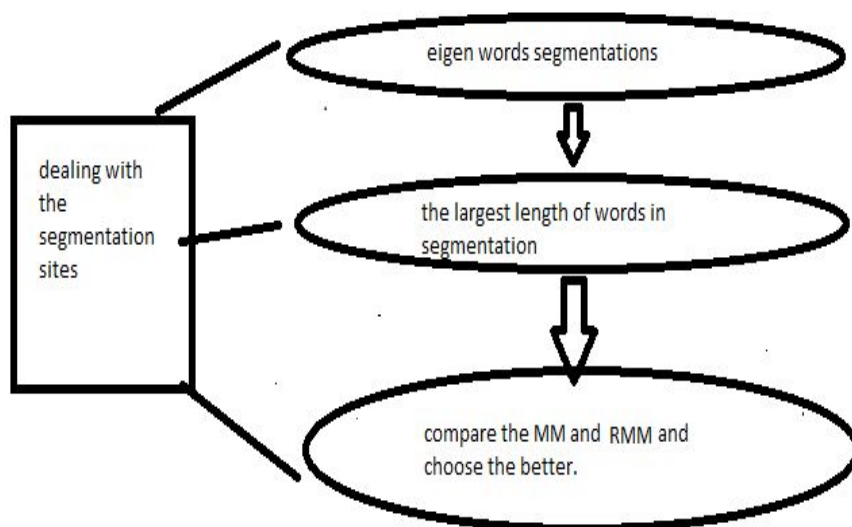 eigen words segmentations
dealing with
the
segmentation
sites
the largest length of words in
segmentation
compare the MM and RMM and
choose the better.